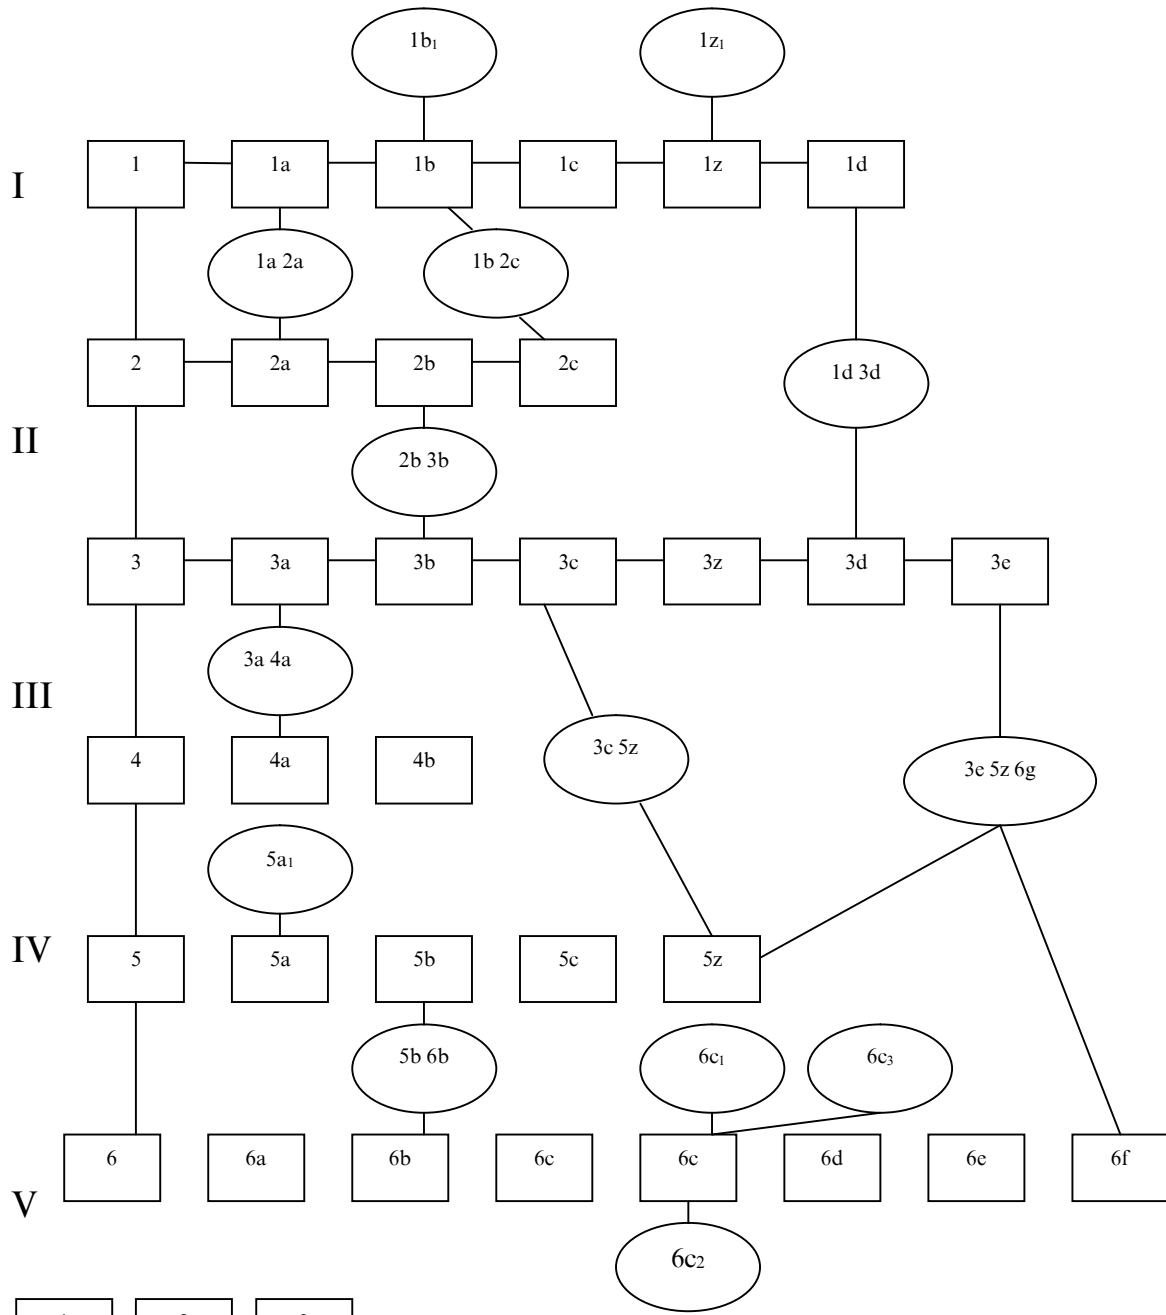 1b₁ 1z₁
I 1 1a 1b 1c 1z 1d
1a 2a 1b 2c
2 2a 2b 2c 1d 3d
II
2b 3b
3 3a 3b 3c 3z 3d 3e
3a 4a
III
4 4a 4b 3c 5z 3e 5z 6g
5a₁
IV 5 5a 5b 5c 5z
5b 6b 6c₁ 6c₃
6 6a 6b 6c 6c 6d 6e 6f
V
6c₂